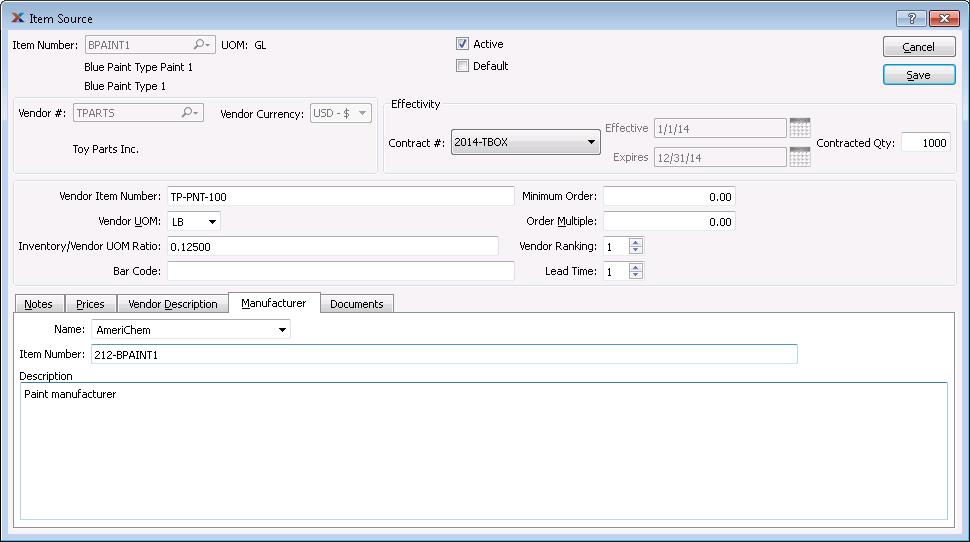 Item Source
Item Number: BPAINT1 UOM: GL
Active
Cancel
Blue Paint Type Paint 1
Default
Save
Blue Paint Type 1
Effectivity
Vendor #: TPARTS Vendor Currency: USD - $
Contract #: 2014-TBOX
Effective 1/1/14
Expires 12/31/14
Contracted Qty: 1000
Toy Parts Inc.
Vendor Item Number: TP-PNT-100
Minimum Order: 0.00
Vendor UOM: LB
Order Multiple: 0.00
Inventory/Vendor UOM Ratio: 0.12500
Vendor Ranking: 1
Bar Code:
Lead Time: 1
Notes Prices Vendor Description Manufacturer Documents
Name: AmeriChem
Item Number: 212-BPAINT1
Description
Paint manufacturer